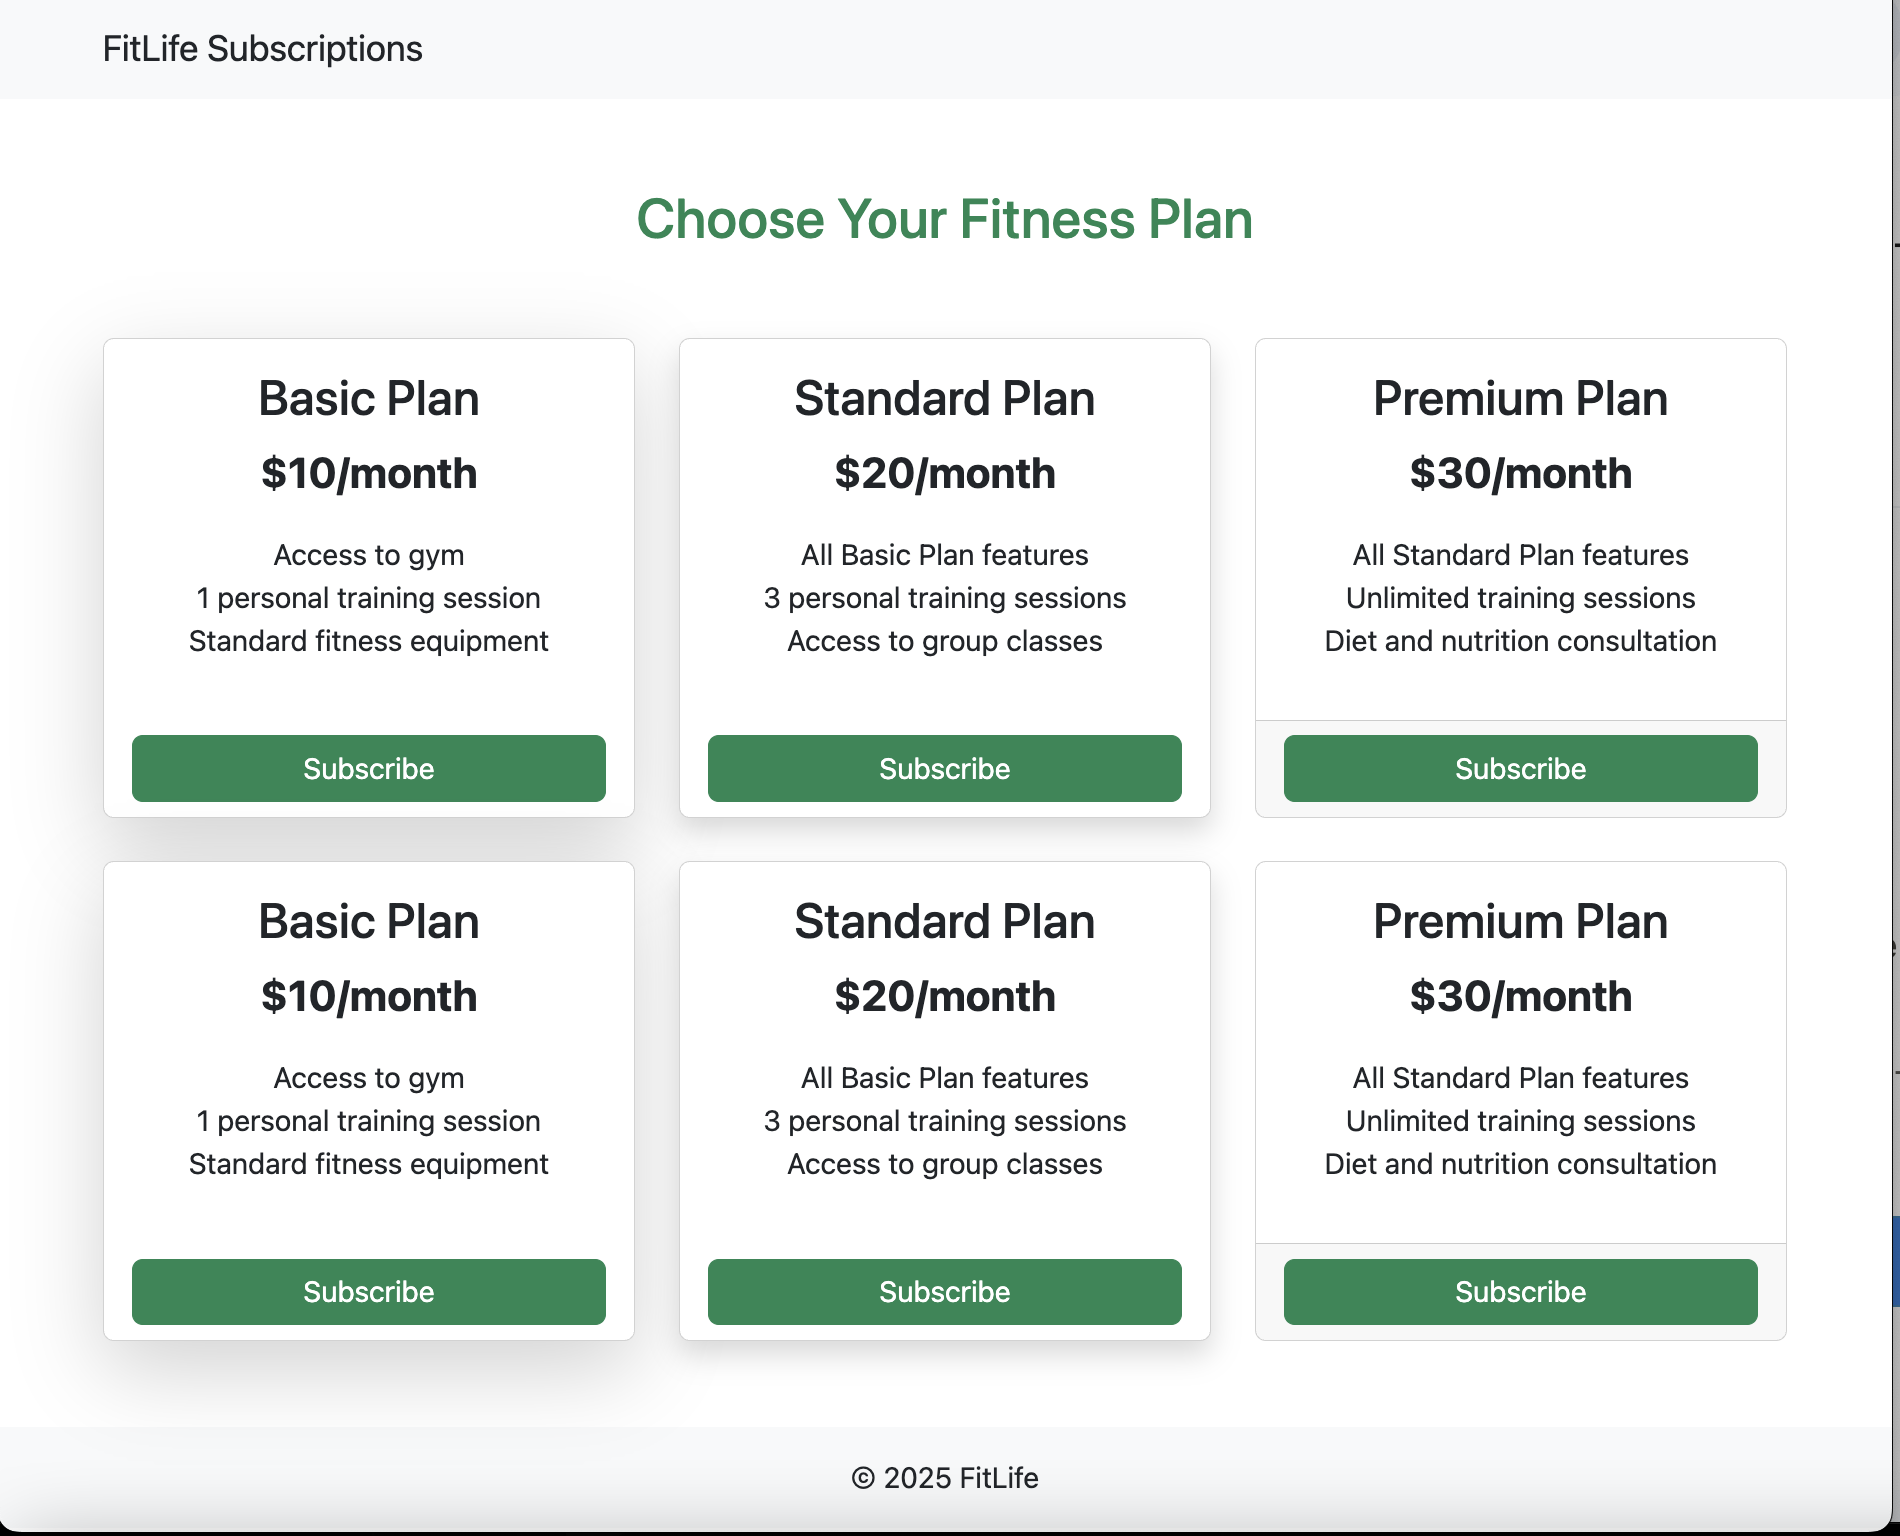 FitLife Subscriptions
Choose Your Fitness Plan
Basic Plan
$10/month
Access to gym
1 personal training session
Standard fitness equipment
Subscribe
Standard Plan
$20/month
All Basic Plan features
3 personal training sessions
Access to group classes
Subscribe
Premium Plan
$30/month
All Standard Plan features
Unlimited training sessions
Diet and nutrition consultation
Subscribe
Basic Plan
$10/month
Access to gym
1 personal training session
Standard fitness equipment
Subscribe
Standard Plan
$20/month
All Basic Plan features
3 personal training sessions
Access to group classes
Subscribe
Premium Plan
$30/month
All Standard Plan features
Unlimited training sessions
Diet and nutrition consultation
Subscribe
© 2025 FitLife